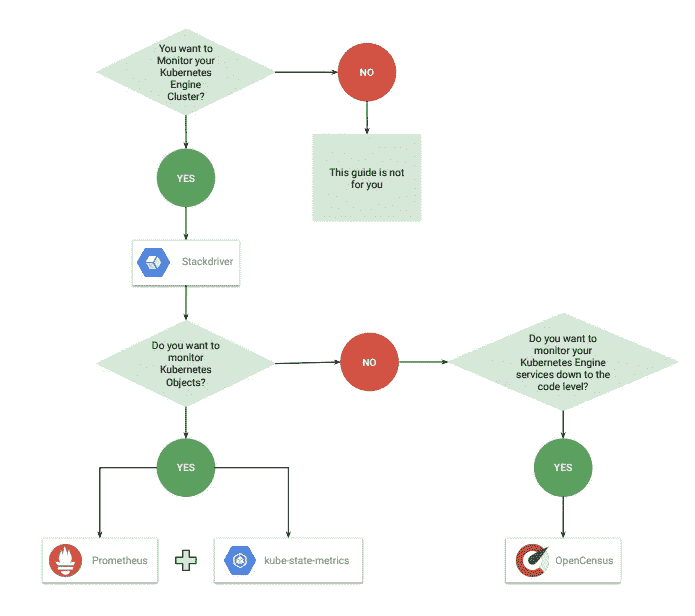 You want to
Monitor your
Kubernetes
Engine
Cluster?
NO
This guide is not
for you
YES
Stackdriver
Do you want to
monitor
Kubernetes
Objects?
NO
Do you want to
monitor your
Kubernetes Engine
services down to the
code level?
YES
YES
Prometheus
kube-state-metrics
OpenCensus